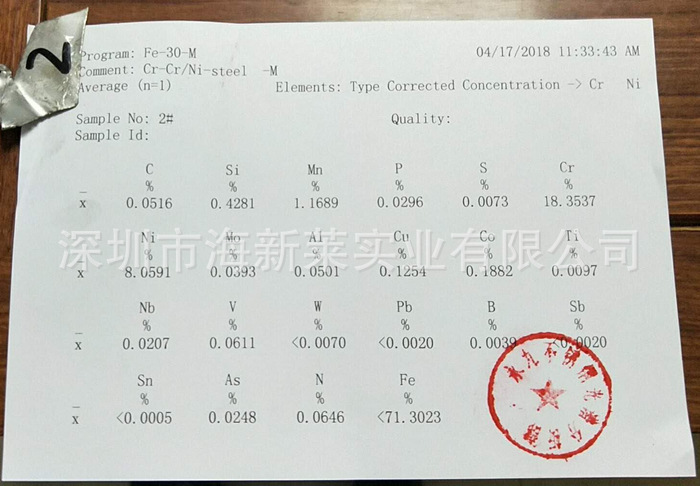 2
Program: Fe-30-M 04/17/2018 11:33:43 AM
Comment: Cr-Cr/Ni-steel -M
Average (n=1) Elements: Type Corrected Concentration -> Cr Ni
Sample No: 2# Quality:
Sample Id:
C Si Mn P S Cr
% % % % % %
x 0.0516 0.4281 1.1689 0.0296 0.0073 18.3537
深圳市海新莱实业有限公司
Ni Mo Al Cu Co Ti
% % % % % %
x 8.0591 0.0393 0.0501 0.1254 0.1882 0.0097
Nb V W Pb B Sb
% % % % % %
x 0.0207 0.0611 <0.0070 <0.0020 0.0039 <0.0020
Sn As N Fe
% % % %
x <0.0005 0.0248 0.0646 <71.3023